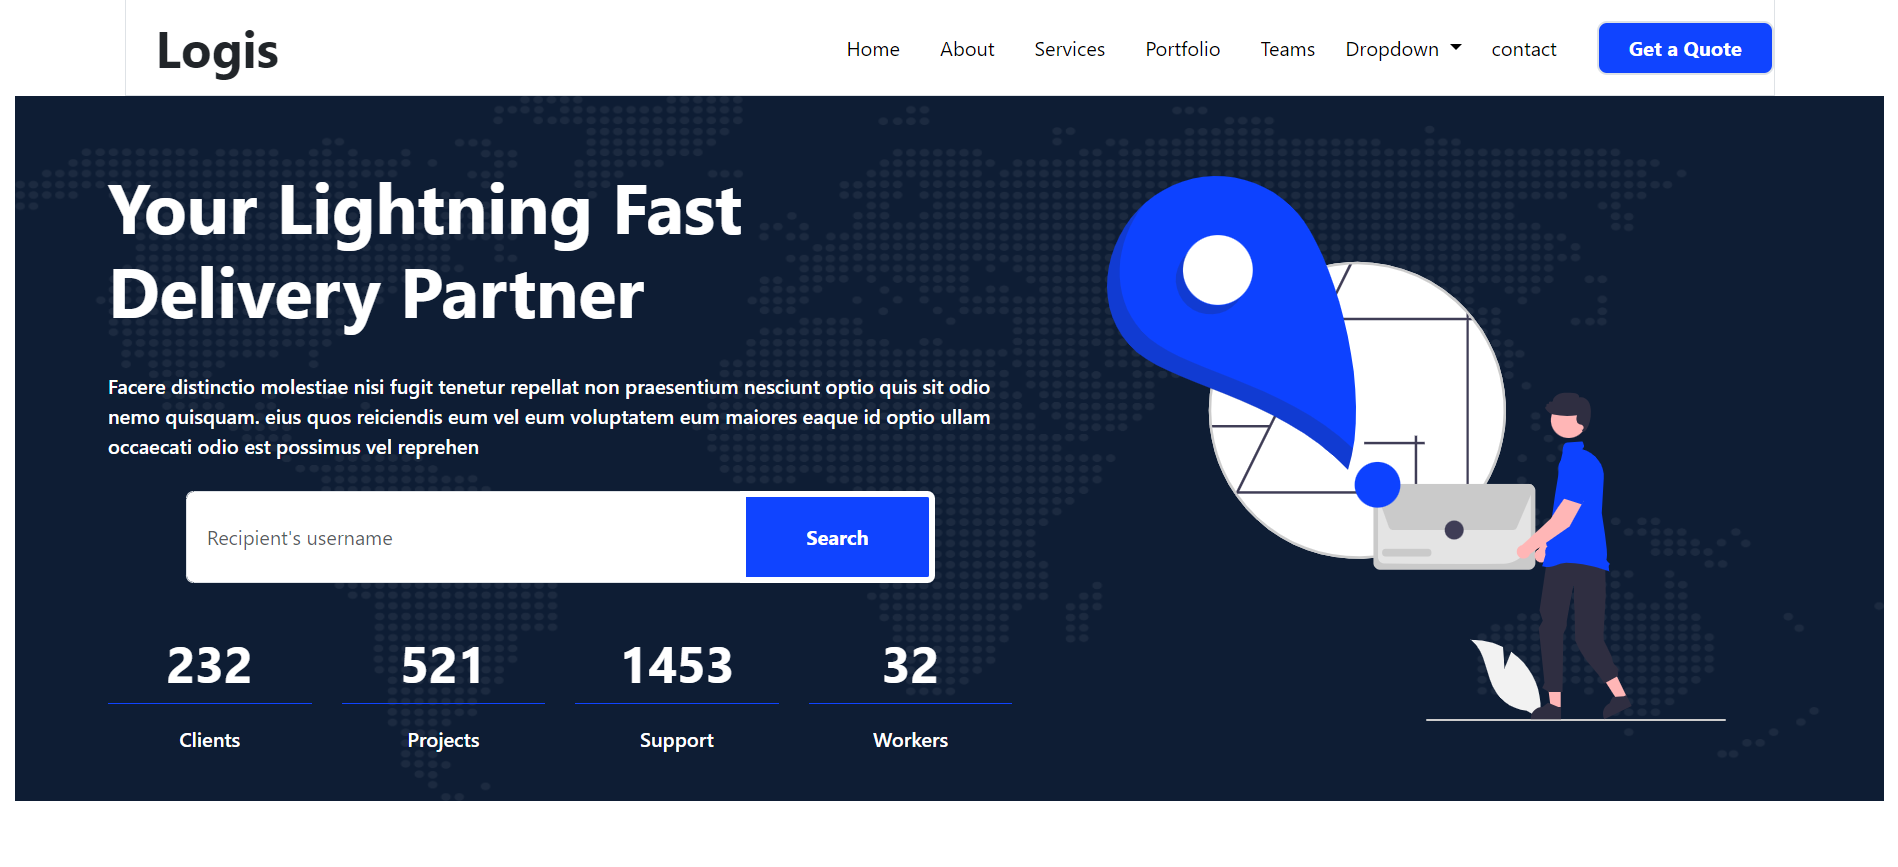 Logis
Home About Services Portfolio Teams Dropdown contact Get a Quote
Your Lightning Fast
Delivery Partner
Facere distinctio molestiae nisi fugit tenetur repellat non praesentium nesciunt optio quis sit odio
nemo quisquam. eius quos reiciendis eum vel eum voluptatem eum maiores eaque id optio ullam
occaecati odio est possimus vel reprehen
Recipient's username Search
232 521 1453 32
Clients Projects Support Workers